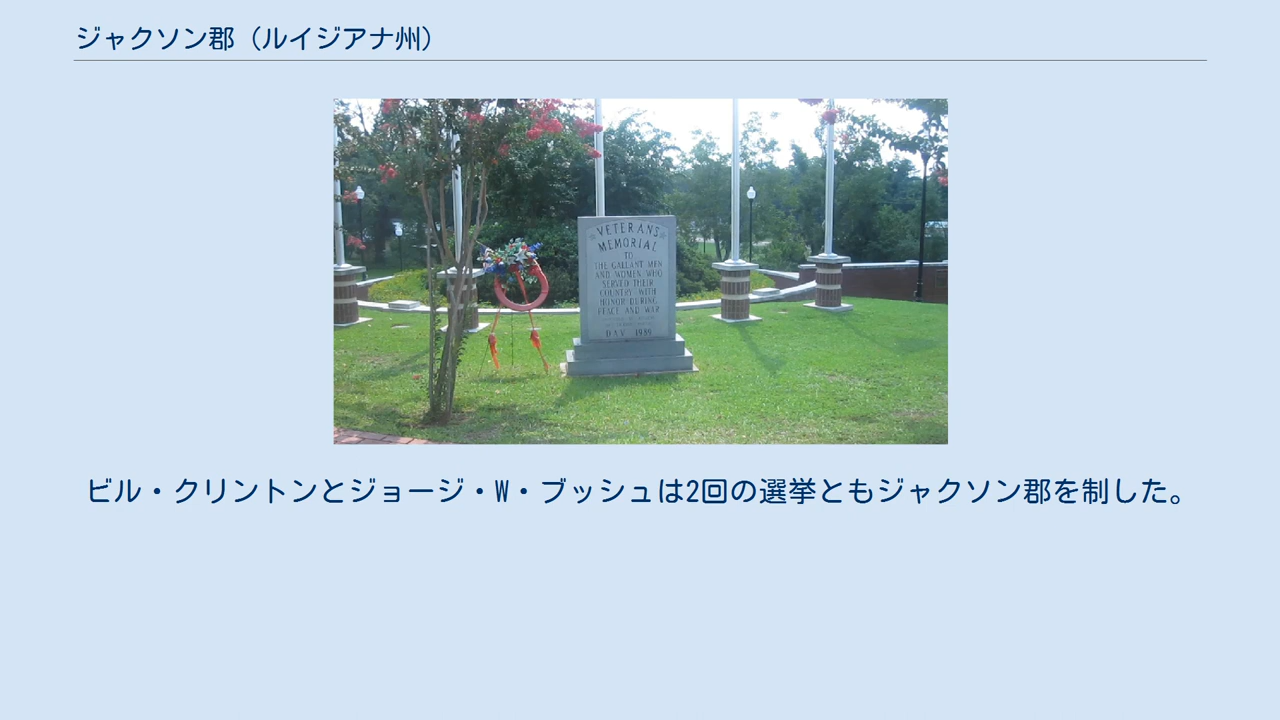 ジャクソン郡（ルイジアナ州）
VETERANS
MEMORIAL
TO
THE GALLANT MEN
AND WOMEN WHO
SERVED THEIR
COUNTRY WITH
HONOR DURING
PEACE AND WAR
DAV 1989
ビル・クリントンとジョージ・W・ブッシュは2回の選挙ともジャクソン郡を制した。